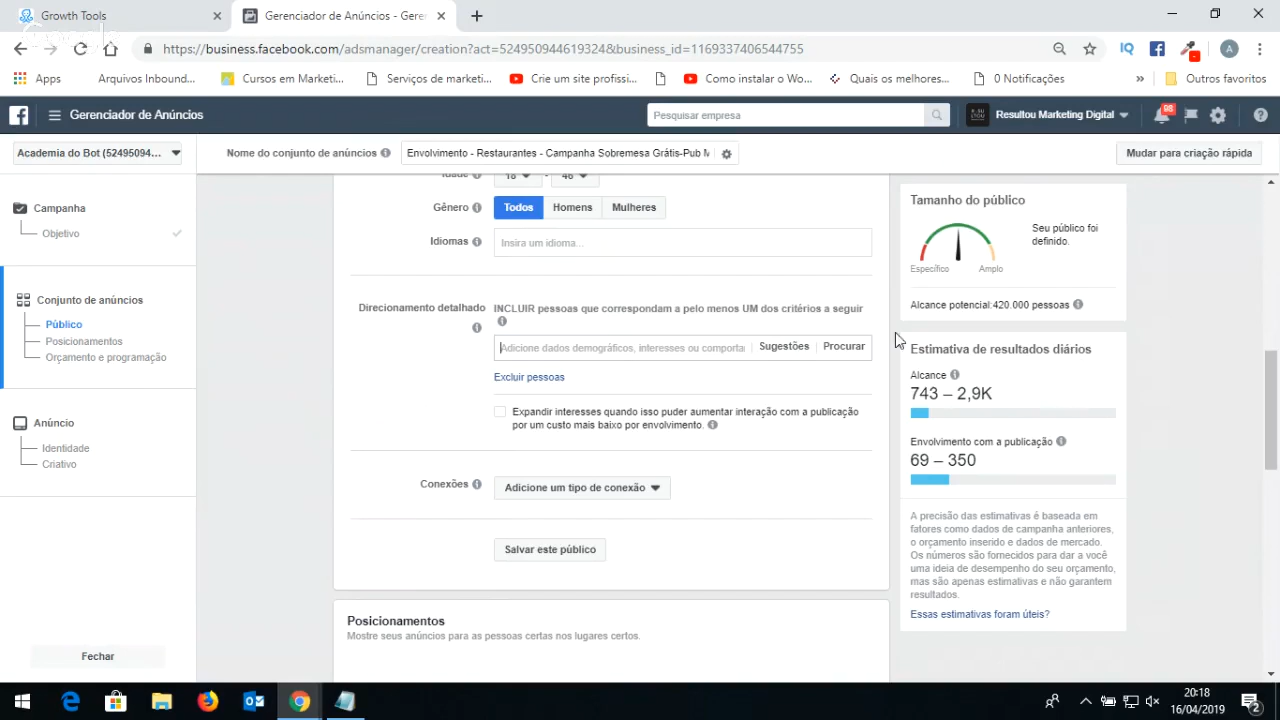 Growth Tools
Gerenciador de Anúncios - Geren
https://business.facebook.com/adsmanager/creation?act=524950944619324&business_id=1169337406544755
IQ
A
Apps
Arquivos Inbound...
Cursos em Marketi...
Serviços de marketi...
Crie um site profissi...
Como instalar o Wo...
Quais os melhores...
0 Notificações
Outros favoritos
Gerenciador de Anúncios
Pesquisar empresa
Resultou Marketing Digital
98
Academia do Bot (52495094...
Nome do conjunto de anúncios
Envolvimento - Restaurantes - Campanha Sobremesa Grátis-Pub M
Mudar para criação rápida
Campanha
Objetivo
Conjunto de anúncios
Público
Posicionamentos
Orçamento e programação
Anúncio
Identidade
Criativo
Fechar
Idade
18 - 46
Gênero
Todos
Homens
Mulheres
Idiomas
Insira um idioma...
Direcionamento detalhado
INCLUIR pessoas que correspondam a pelo menos UM dos critérios a seguir
Adicione dados demográficos, interesses ou comportar
Sugestões
Procurar
Excluir pessoas
Expandir interesses quando isso puder aumentar interação com a publicação
por um custo mais baixo por envolvimento.
Conexões
Adicione um tipo de conexão
Salvar este público
Posicionamentos
Mostre seus anúncios para as pessoas certas nos lugares certos.
Tamanho do público
Seu público foi
definido.
Específico
Amplo
Alcance potencial:420.000 pessoas
Estimativa de resultados diários
Alcance
743 – 2,9K
Envolvimento com a publicação
69 – 350
A precisão das estimativas é baseada em
fatores como dados de campanha anteriores,
o orçamento inserido e dados de mercado.
Os números são fornecidos para dar a você
uma ideia de desempenho do seu orçamento,
mas são apenas estimativas e não garantem
resultados.
Essas estimativas foram úteis?
20:18
16/04/2019
2